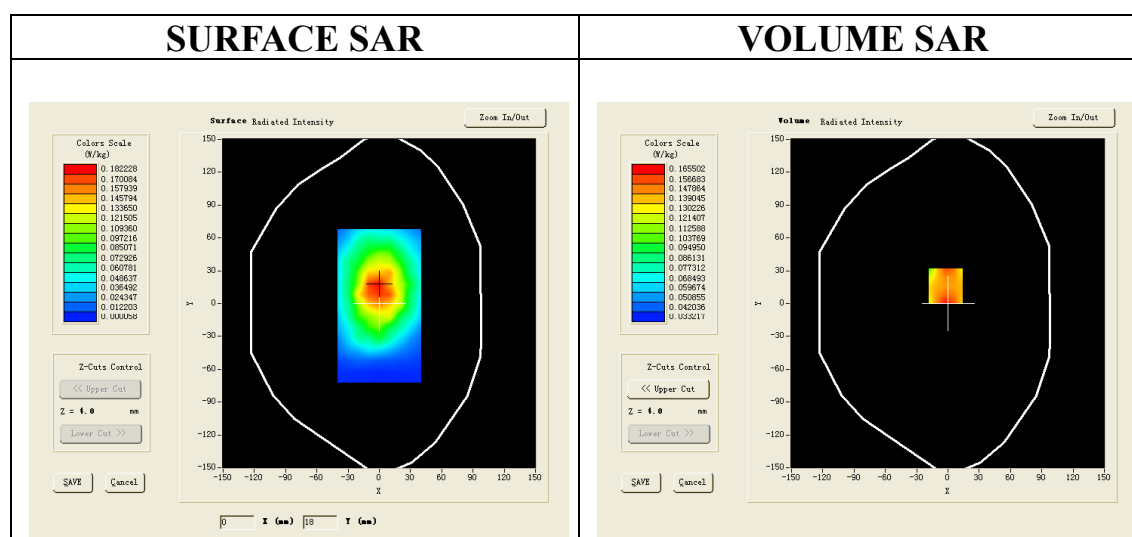 SURFACE SAR
VOLUME SAR
Surface Radiated Intensity
Zoom In/Out
Colors Scale
(W/kg)
0.182228
0.170084
0.157939
0.145794
0.133650
0.121505
0.109360
0.097216
0.085071
0.072926
0.060781
0.048637
0.036492
0.024347
0.012203
0.000058
150
120
90
60
30
0
-30
-60
-90
-120
-150
Y
-150 -120 -90 -60 -30 0 30 60 90 120 150
X
Z-Cuts Control
<< Upper Cut
Z = 4.0 mm
Lower Cut >>
SAVE Cancel
0 X (mm) 18 Y (mm)
Volume Radiated Intensity
Zoom In/Out
Colors Scale
(W/kg)
0.165502
0.156683
0.147864
0.139045
0.130226
0.121407
0.112588
0.103769
0.094950
0.086131
0.077312
0.068493
0.059674
0.050855
0.042036
0.033217
150
120
90
60
30
0
-30
-60
-90
-120
-150
Y
-150 -120 -90 -60 -30 0 30 60 90 120 150
X
Z-Cuts Control
<< Upper Cut
Z = 4.0 mm
Lower Cut >>
SAVE Cancel